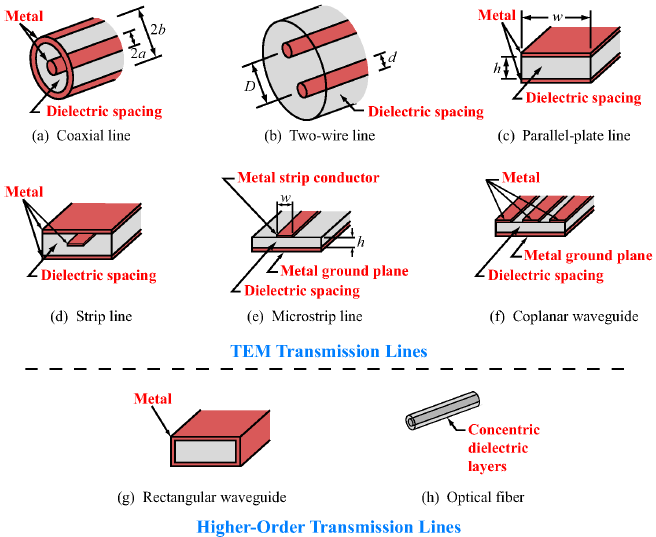 Metal
2b
2a
Dielectric spacing
(a) Coaxial line
D
d
Dielectric spacing
(b) Two-wire line
Metal
w
h
Dielectric spacing
(c) Parallel-plate line
Metal
Dielectric spacing
(d) Strip line
Metal strip conductor
w
h
Metal ground plane
Dielectric spacing
(e) Microstrip line
Metal
Metal ground plane
Dielectric spacing
(f) Coplanar waveguide
TEM Transmission Lines
Metal
(g) Rectangular waveguide
Concentric
dielectric
layers
(h) Optical fiber
Higher-Order Transmission Lines